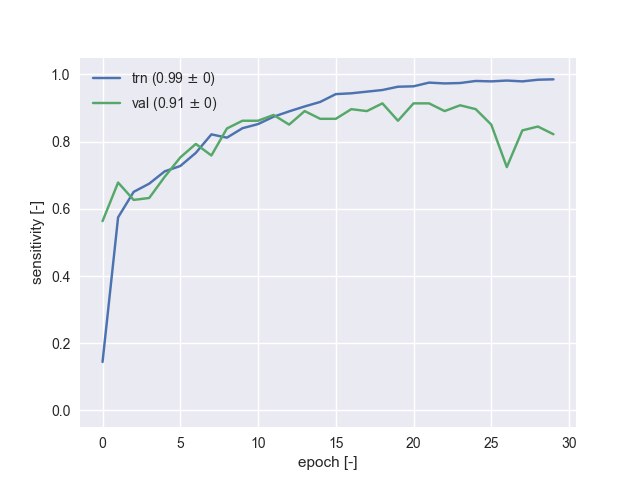 trn (0.99 ± 0)
val (0.91 ± 0)
1.0
0.8
0.6
0.4
0.2
0.0
sensitivity [-]
0 5 10 15 20 25 30
epoch [-]